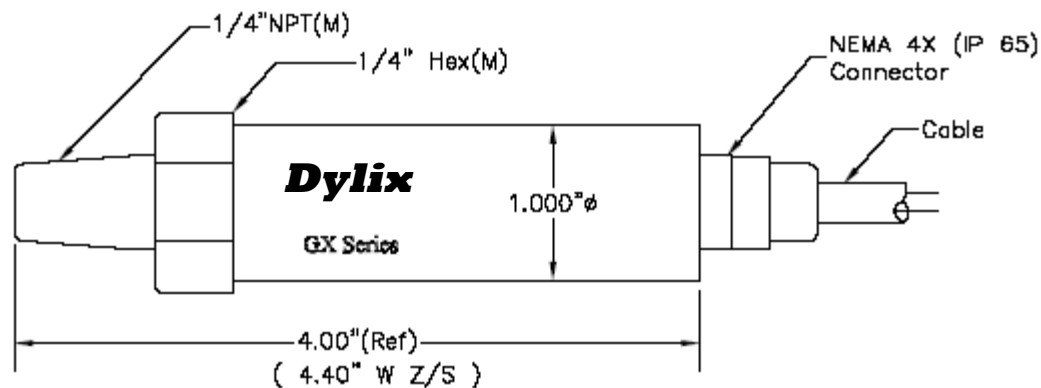 1/4"NPT(M)
1/4" Hex(M)
NEMA 4X (IP 65)
Connector
Cable
Dylix
1.000"ø
GX Series
4.00"(Ref)
( 4.40" W Z/S )